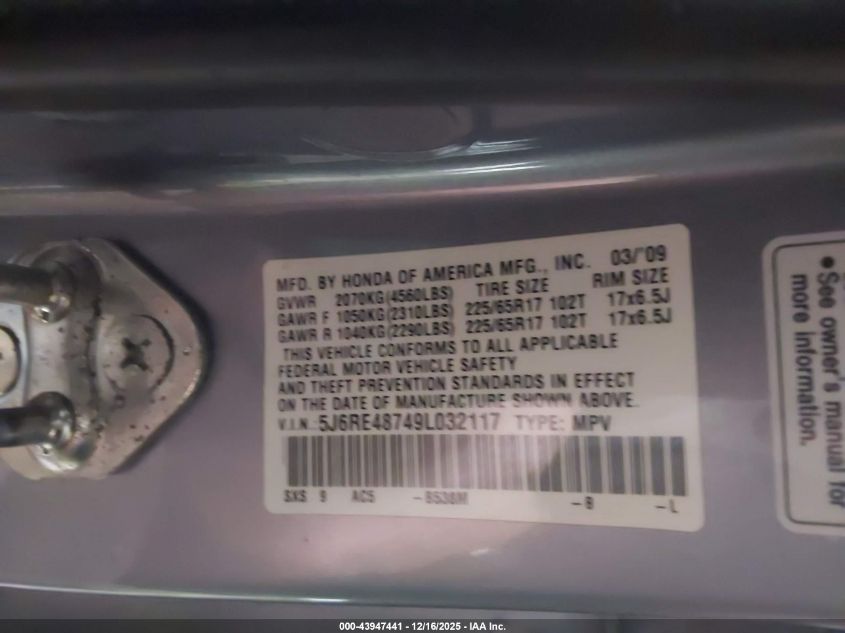 MFD. BY HONDA OF AMERICA MFG., INC. 03/'09
GVWR 2070KG(4560LBS) TIRE SIZE RIM SIZE
GAWR F 1050KG(2310LBS) 225/65R17 102T 17x6.5J
GAWR R 1040KG(2290LBS) 225/65R17 102T 17x6.5J
THIS VEHICLE CONFORMS TO ALL APPLICABLE
FEDERAL MOTOR VEHICLE SAFETY
AND THEFT PREVENTION STANDARDS IN EFFECT
ON THE DATE OF MANUFACTURE SHOWN ABOVE.
V.I.N.: 5J6RE48749L032117 TYPE: MPV
SXS 9 AC5 -B538M -B -L
● See owner's manual for
more information.
000-43947441 - 12/16/2025 - IAA Inc.